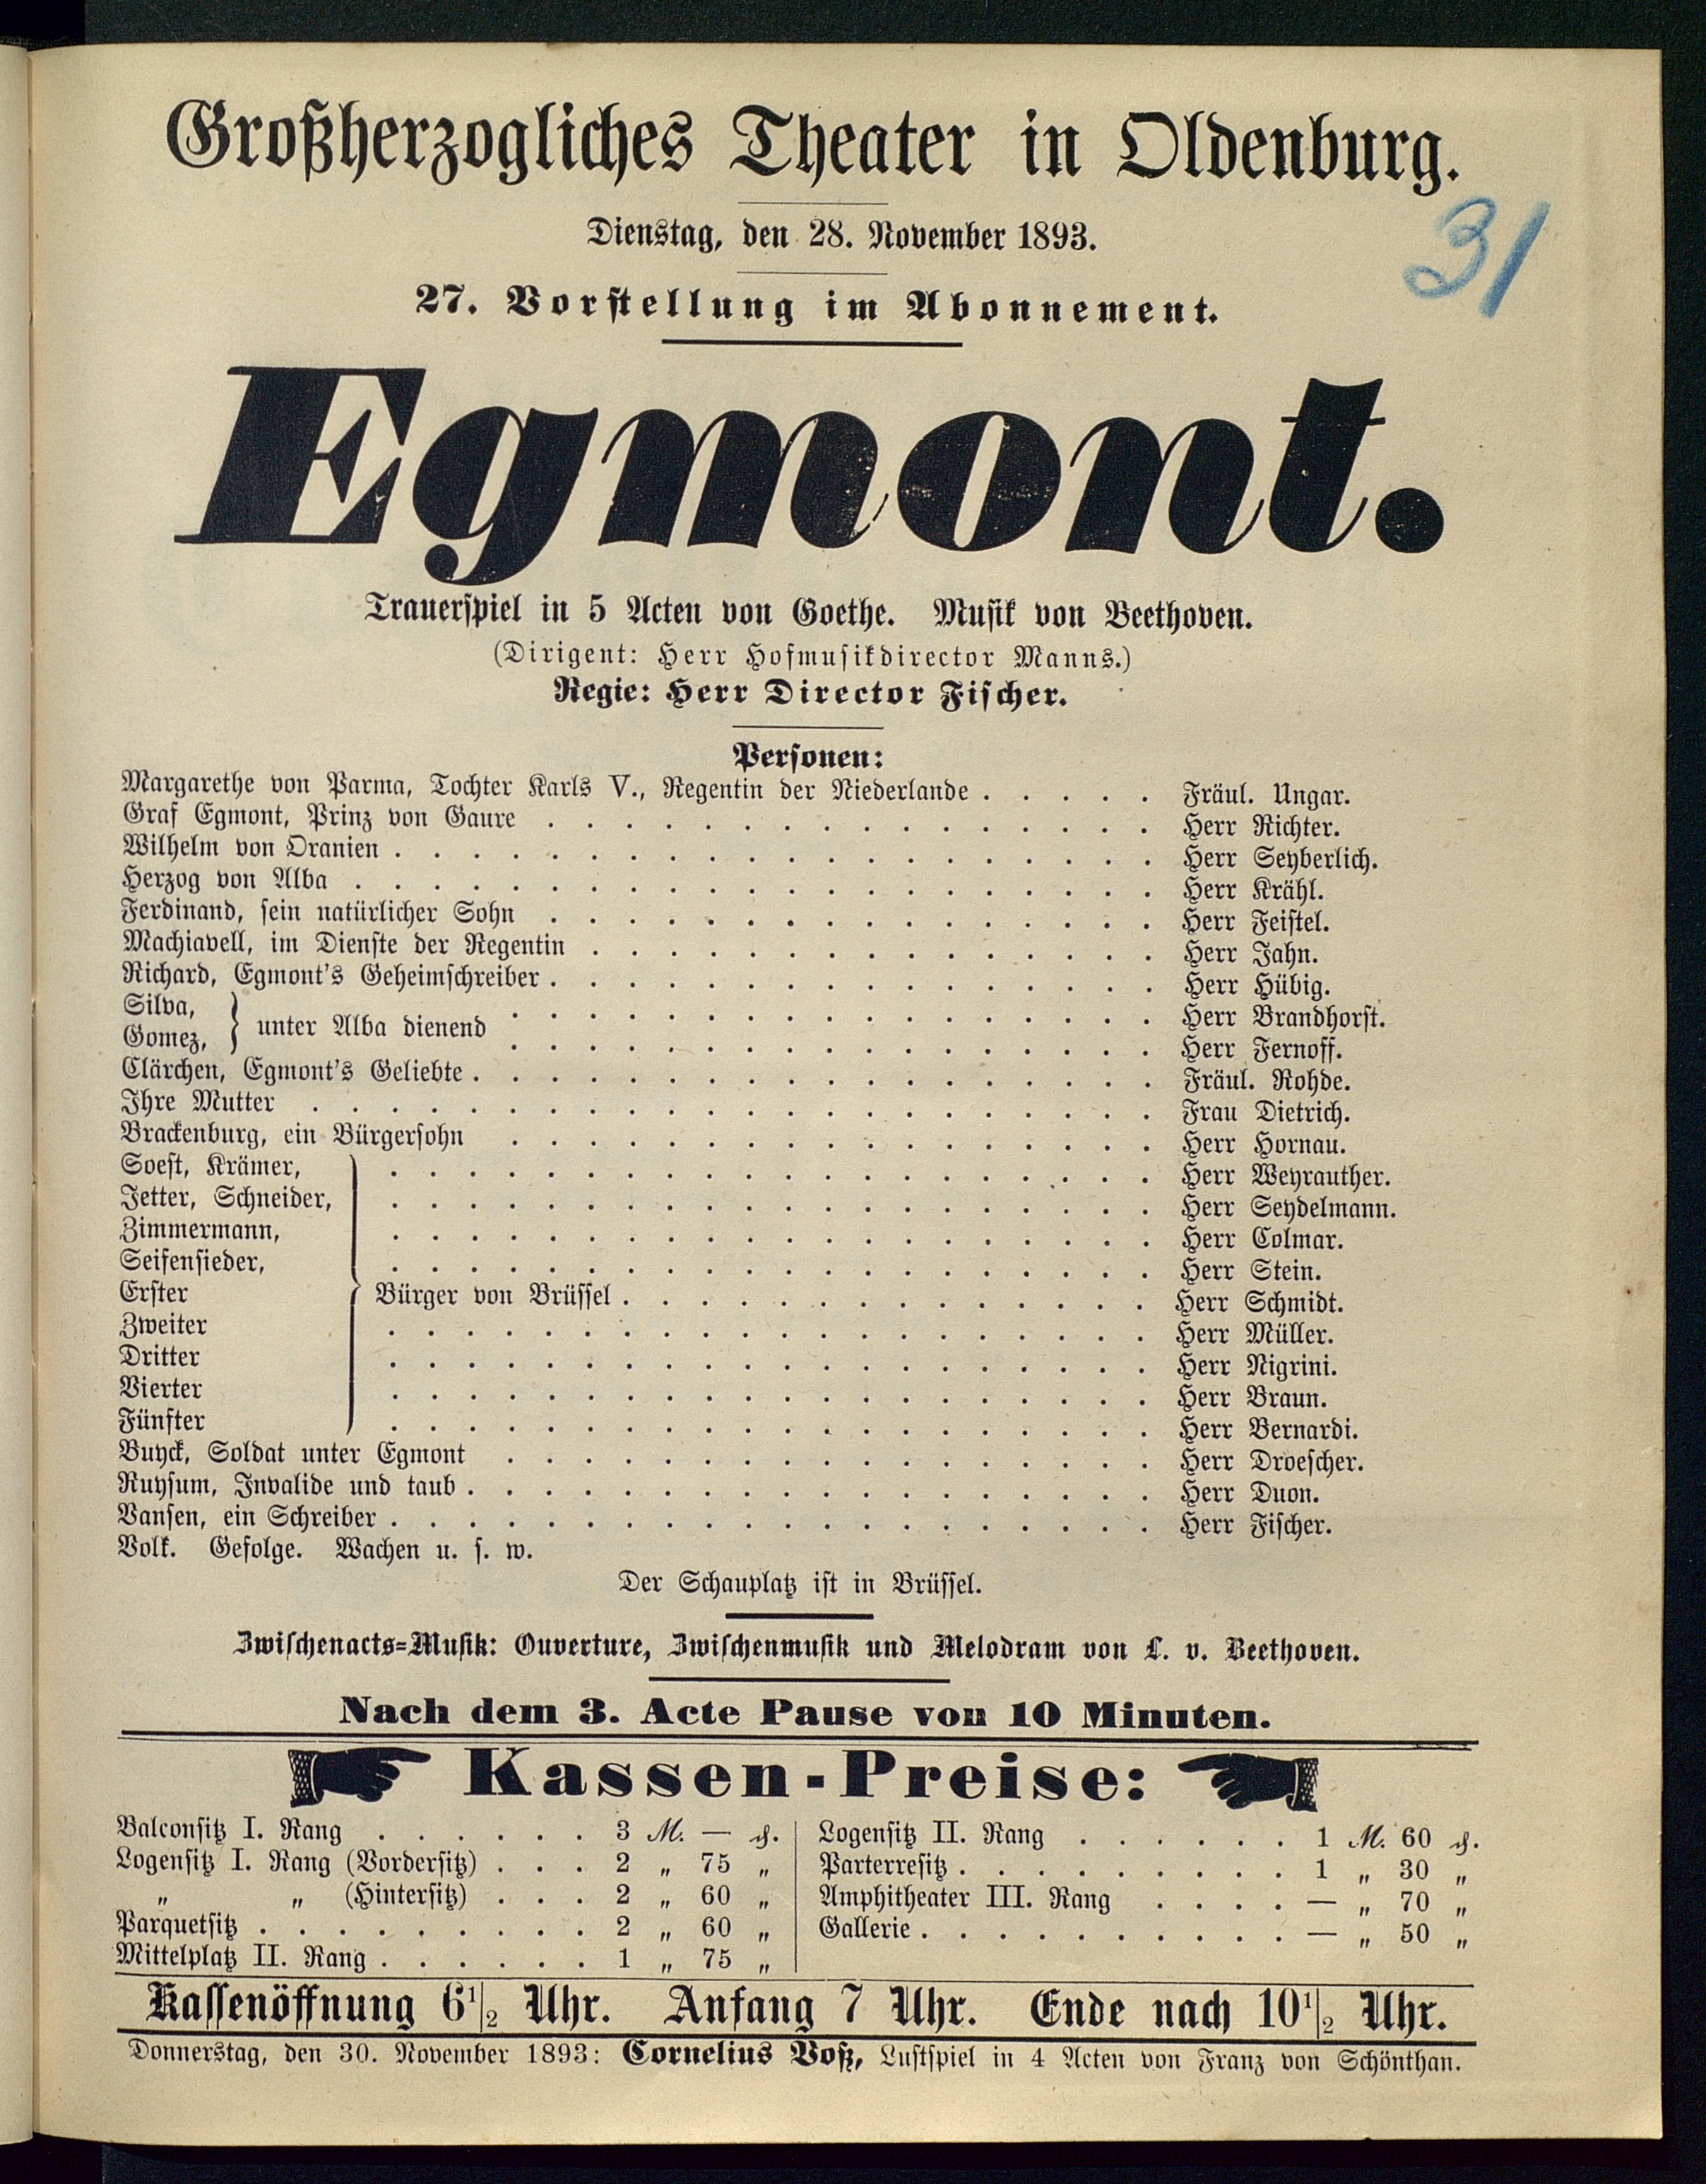 Großherzogliches Theater in Oldenburg.
31
Dienstag, den 28. November 1893.
27. Vorstellung im Abonnement.
Egmont.
Trauerspiel in 5 Acten von Goethe. Musik von Beethoven.
(Dirigent: Herr Hofmusikdirector Manns.)
Regie: Herr Director Fischer.
Personen:
Margarethe von Parma, Tochter Karls V., Regentin der Niederlande . . . . . Fräul. Ungar.
Graf Egmont, Prinz von Gaure . . . . . . . . . . . . . . . . Herr Richter.
Wilhelm von Oranien . . . . . . . . . . . . . . . . . . . . Herr Seyberlich.
Herzog von Alba . . . . . . . . . . . . . . . . . . . . . Herr Krähl.
Ferdinand, sein natürlicher Sohn . . . . . . . . . . . . . . . . Herr Feistel.
Machiavell, im Dienste der Regentin . . . . . . . . . . . . . . . Herr Jahn.
Richard, Egmont's Geheimschreiber . . . . . . . . . . . . . . . . Herr Hübig.
Silva, . . . . . . . . . . . . . . . . . Herr Brandhorst.
} unter Alba dienend
Gomez, . . . . . . . . . . . . . . . . . Herr Fernoff.
Clärchen, Egmont's Geliebte . . . . . . . . . . . . . . . . . . Herr Fräul. Rohde.
Ihre Mutter . . . . . . . . . . . . . . . . . . . . . . Frau Dietrich.
Brackenburg, ein Bürgersohn . . . . . . . . . . . . . . . . . Herr Hornau.
Soest, Krämer, . . . . . . . . . . . . . . . . . . . . Herr Weyrauther.
Jetter, Schneider, . . . . . . . . . . . . . . . . . . . . Herr Seydelmann.
Zimmermann, . . . . . . . . . . . . . . . . . . . . Herr Colmar.
Seifensieder, . . . . . . . . . . . . . . . . . . . . Herr Stein.
Erster } Bürger von Brüssel . . . . . . . . . . . . . . Herr Schmidt.
Zweiter . . . . . . . . . . . . . . . . . . . . Herr Müller.
Dritter . . . . . . . . . . . . . . . . . . . . Herr Nigrini.
Vierter . . . . . . . . . . . . . . . . . . . . Herr Braun.
Fünfter . . . . . . . . . . . . . . . . . . . . Herr Bernardi.
Buyck, Soldat unter Egmont . . . . . . . . . . . . . . . . . Herr Droescher.
Ruysum, Invalide und taub . . . . . . . . . . . . . . . . . . Herr Duon.
Vansen, ein Schreiber . . . . . . . . . . . . . . . . . . . . Herr Fischer.
Volk. Gefolge. Wachen u. s. w.
Der Schauplatz ist in Brüssel.
Zwischenacts-Musik: Ouverture, Zwischenmusik und Melodram von L. v. Beethoven.
Nach dem 3. Acte Pause von 10 Minuten.
Kassen-Preise:
Balconsitz I. Rang . . . . . . 3 M. — ₰.
Logensitz I. Rang (Vordersitz) . . . 2 „ 75 „
„ „ (Hintersitz) . . . 2 „ 60 „
Parquetsitz . . . . . . . . . 2 „ 60 „
Mittelplatz II. Rang . . . . . . 1 „ 75 „
Logensitz II. Rang . . . . . . 1 M. 60 ₰.
Parterresitz . . . . . . . . . 1 „ 30 „
Amphitheater III. Rang . . . . — „ 70 „
Gallerie . . . . . . . . . . — „ 50 „
Kassenöffnung 6½ Uhr. Anfang 7 Uhr. Ende nach 10½ Uhr.
Donnerstag, den 30. November 1893: Cornelius Voß, Lustspiel in 4 Acten von Franz von Schönthan.